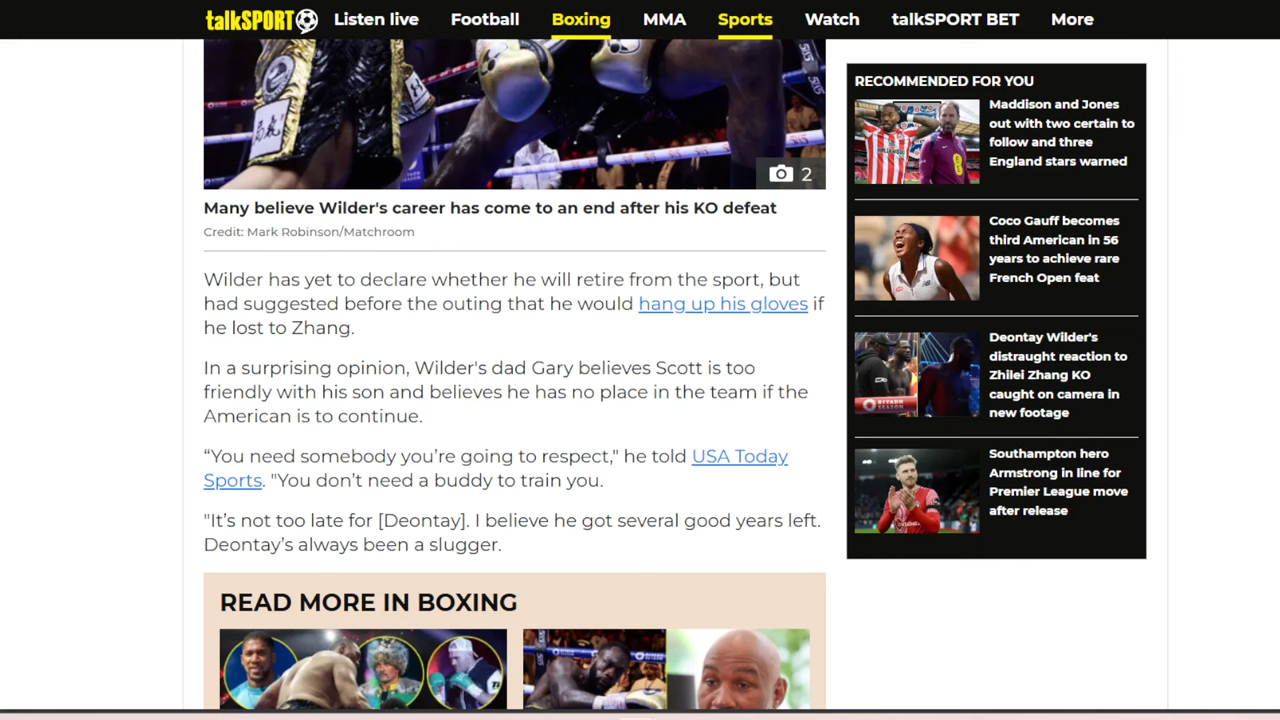 talkSPORT Listen live Football Boxing MMA Sports Watch talkSPORT BET More
2
Many believe Wilder's career has come to an end after his KO defeat
Credit: Mark Robinson/Matchroom
Wilder has yet to declare whether he will retire from the sport, but
had suggested before the outing that he would hang up his gloves if
he lost to Zhang.
In a surprising opinion, Wilder's dad Gary believes Scott is too
friendly with his son and believes he has no place in the team if the
American is to continue.
“You need somebody you’re going to respect," he told USA Today
Sports. "You don’t need a buddy to train you.
"It’s not too late for [Deontay]. I believe he got several good years left.
Deontay’s always been a slugger.
READ MORE IN BOXING
RECOMMENDED FOR YOU
Maddison and Jones
out with two certain to
follow and three
England stars warned
Coco Gauff becomes
third American in 56
years to achieve rare
French Open feat
Deontay Wilder's
distraught reaction to
Zhilei Zhang KO
caught on camera in
new footage
Southampton hero
Armstrong in line for
Premier League move
after release